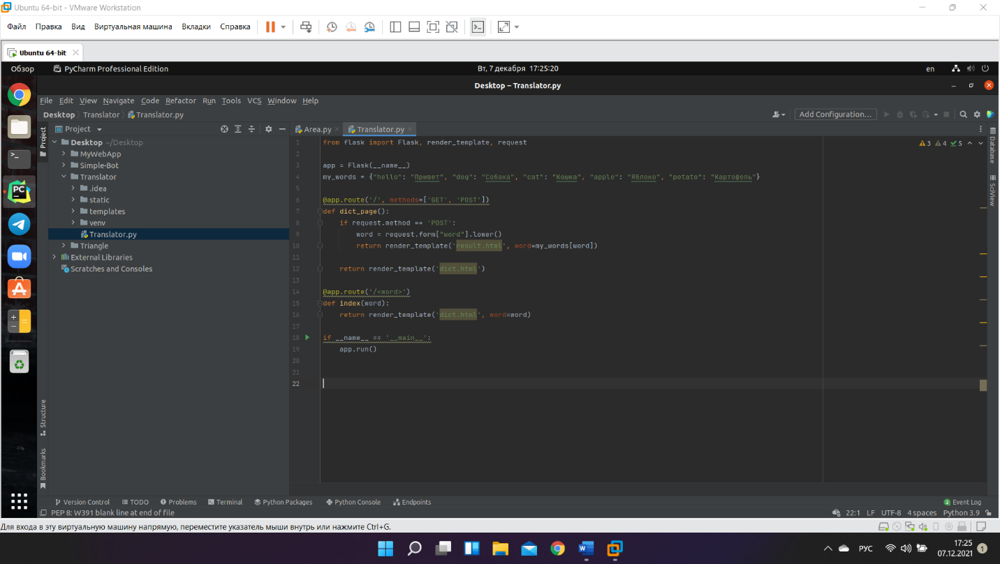 Ubuntu 64-bit - VMware Workstation
Файл Правка Вид Виртуальная машина Вкладки Справка
Ubuntu 64-bit
Обзор PyCharm Professional Edition Вт, 7 декабря 17:25:20 en
Desktop – Translator.py
File Edit View Navigate Code Refactor Run Tools VCS Window Help
Desktop Translator Translator.py Add Configuration...
Project Project Area.py Translator.py
Desktop ~/Desktop
MyWebApp
Simple-Bot
Translator
.idea
static
templates
venv
Translator.py
Triangle
External Libraries
Scratches and Consoles
1 from flask import Flask, render_template, request
3 4 5
2
3 app = Flask(__name__)
4 my_words = {"hello": "Привет", "dog": "Собака", "cat": "Кошка", "apple": "Яблоко", "potato": "Картофель"}
5
6 @app.route('/', methods=['GET', 'POST'])
7 def dict_page():
8 if request.method == 'POST':
9 word = request.form["word"].lower()
10 return render_template('result.html', word=my_words[word])
11
12 return render_template('dict.html')
13
14 @app.route('/<word>')
15 def index(word):
16 return render_template('dict.html', word=word)
17
18 if __name__ == '__main__':
19 app.run()
20
21
22
Database
SciView
Structure
Bookmarks
Version Control TODO Problems Terminal Python Packages Python Console Endpoints 2 Event Log
PEP 8: W391 blank line at end of file 22:1 LF UTF-8 4 spaces Python 3.9
Для входа в эту виртуальную машину напрямую, переместите указатель мыши внутрь или нажмите Ctrl+G.
РУС 17:25
07.12.2021 1